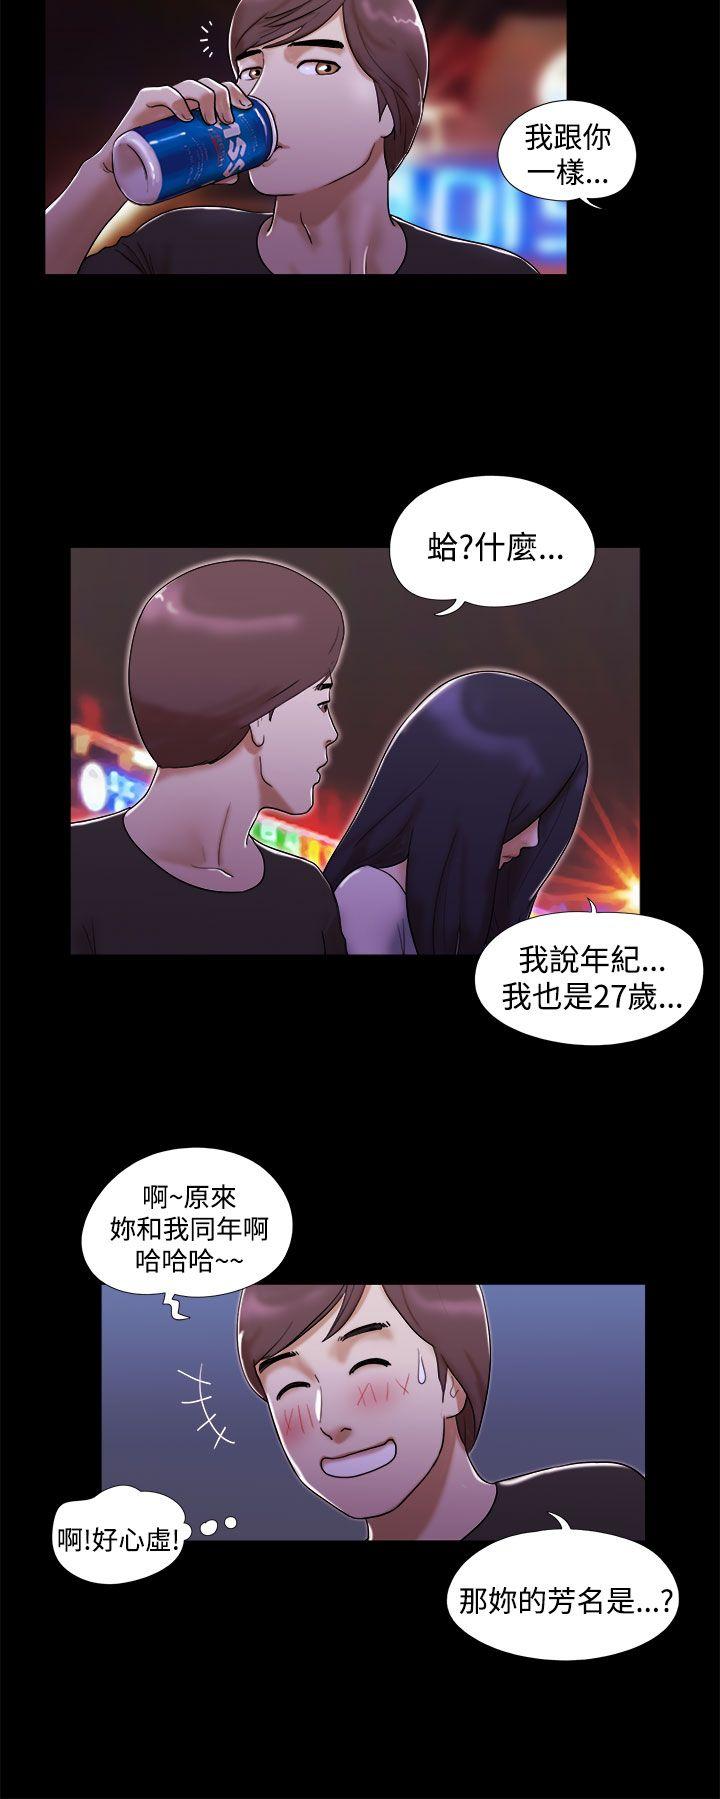 我跟你
一樣...
蛤?什麼...
我說年紀...
我也是27歲...
啊~原來
妳和我同年啊
哈哈哈~~
啊!好心虛!
那妳的芳名是...?